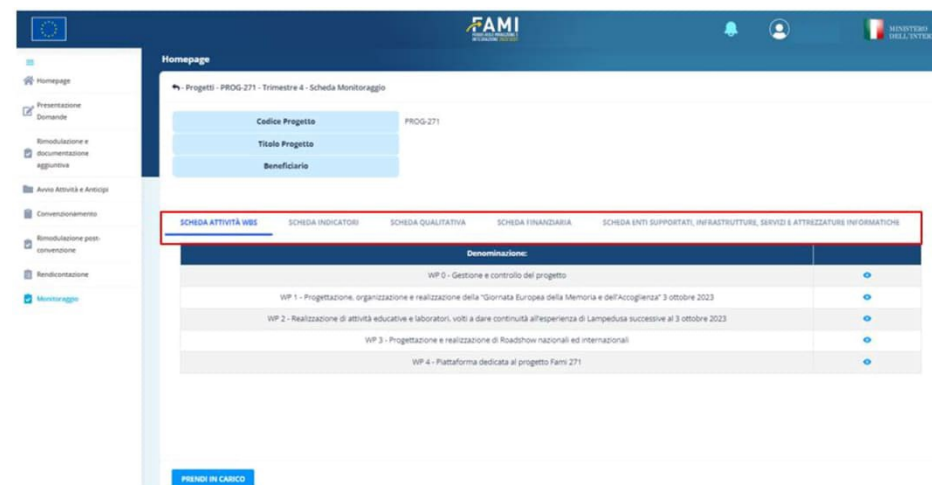 FAMI
MINISTERO
DELL'INTER
Homepage
Homepage
Presentazione
Domande
Rimodulazione e
documentazione
aggiuntiva
Avvio Attività e Anticipi
Convenzionamento
Rimodulazione post-
convenzione
Rendicontazione
Monitoraggio
- Progetti - PROG-271 - Trimestre 4 - Scheda Monitoraggio
Codice Progetto PROG-271
Titolo Progetto
Beneficiario
SCHEDA ATTIVITÀ WBS SCHEDA INDICATORI SCHEDA QUALITATIVA SCHEDA FINANZIARIA SCHEDA ENTI SUPPORTATI, INFRASTRUTTURE, SERVIZI E ATTREZZATURE INFORMATICHE
Denominazione:
WP 0 - Gestione e controllo del progetto
WP 1 - Progettazione, organizzazione e realizzazione della "Giornata Europea della Memoria e dell'Accoglienza" 3 ottobre 2023
WP 2 - Realizzazione di attività educative e laboratori, volti a dare continuità all'esperienza di Lampedusa successive al 3 ottobre 2023
WP 3 - Progettazione e realizzazione di Roadshow nazionali ed internazionali
WP 4 - Piattaforma dedicata al progetto Fami 271
PRENDI IN CARICO